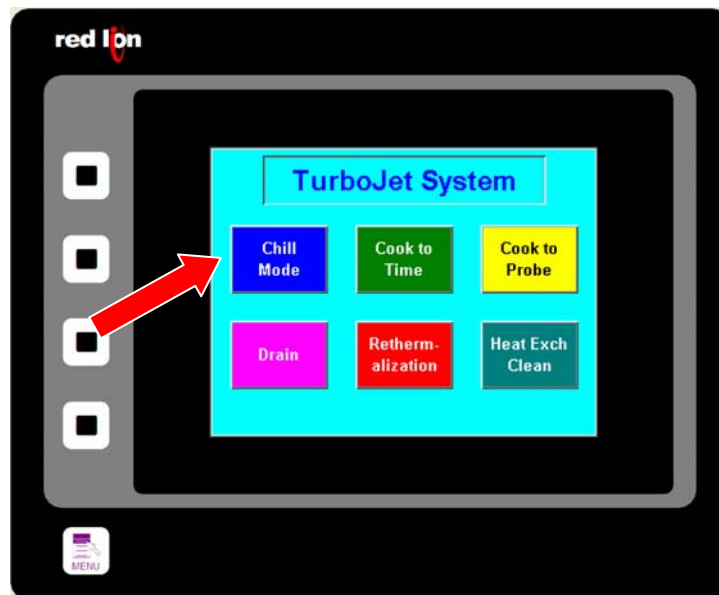 red lion
TurboJet System
Chill
Mode
Cook to
Time
Cook to
Probe
Drain
Retherm-
alization
Heat Exch
Clean
MENU